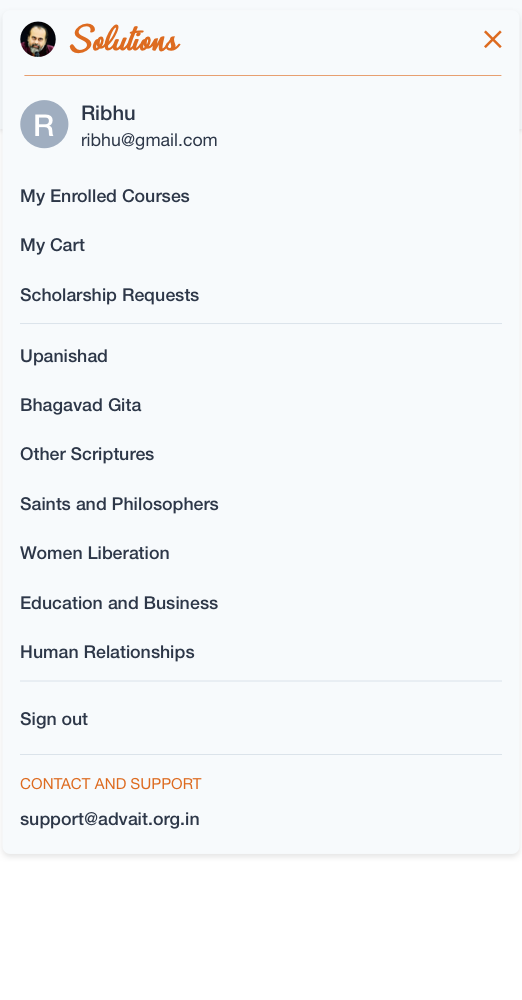 Solutions
R
Ribhu
ribhu@gmail.com
My Enrolled Courses
My Cart
Scholarship Requests
Upanishad
Bhagavad Gita
Other Scriptures
Saints and Philosophers
Women Liberation
Education and Business
Human Relationships
Sign out
CONTACT AND SUPPORT
support@advait.org.in